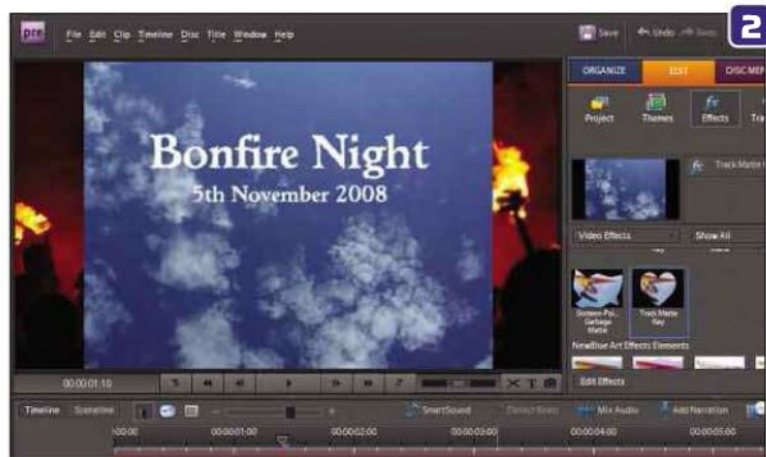 2
pre
File Edit Clip Timeline Disc Title Window Help
Save Undo
ORGANIZE EDIT DISC MEN
Project Themes Effects Tra
Bonfire Night
5th November 2008
fx Track Matte
Video Effects Show All
Sixteen-Poi... Garbage Matte
Track Matte Key
NewBlue Art Effects Elements
00:00:01:10
Edit Effects
Timeline Sceneline SmartSound Detect Beats Mix Audio Add Narration
00:00 00:00:01:00 00:00:02:00 00:00:03:00 00:00:04:00 00:00:05:00